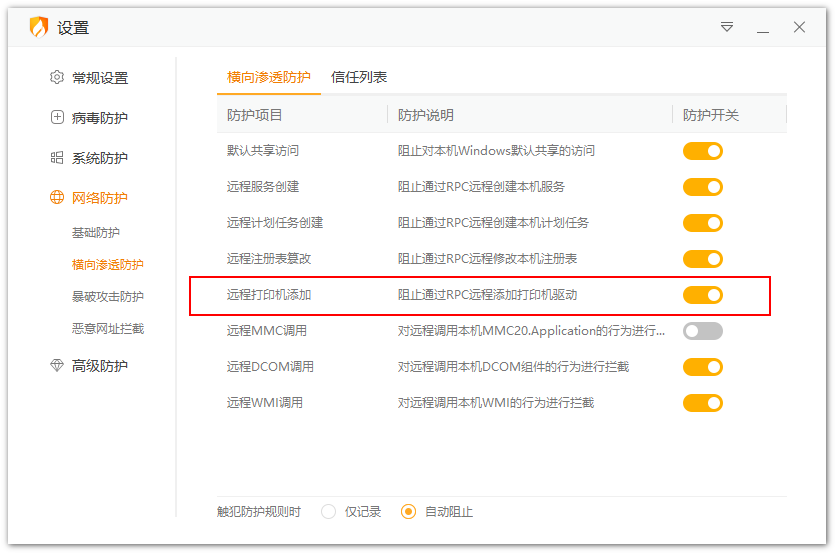 设置
常规设置
病毒防护
系统防护
网络防护
基础防护
横向渗透防护
暴破攻击防护
恶意网址拦截
高级防护
横向渗透防护 信任列表
防护项目 防护说明 防护开关
默认共享访问 阻止对本机Windows默认共享的访问
远程服务创建 阻止通过RPC远程创建本机服务
远程计划任务创建 阻止通过RPC远程创建本机计划任务
远程注册表篡改 阻止通过RPC远程修改本机注册表
远程打印机添加 阻止通过RPC远程添加打印机驱动
远程MMC调用 对远程调用本机MMC20.Application的行为进行...
远程DCOM调用 对远程调用本机DCOM组件的行为进行拦截
远程WMI调用 对远程调用本机WMI的行为进行拦截
触犯防护规则时 仅记录 自动阻止